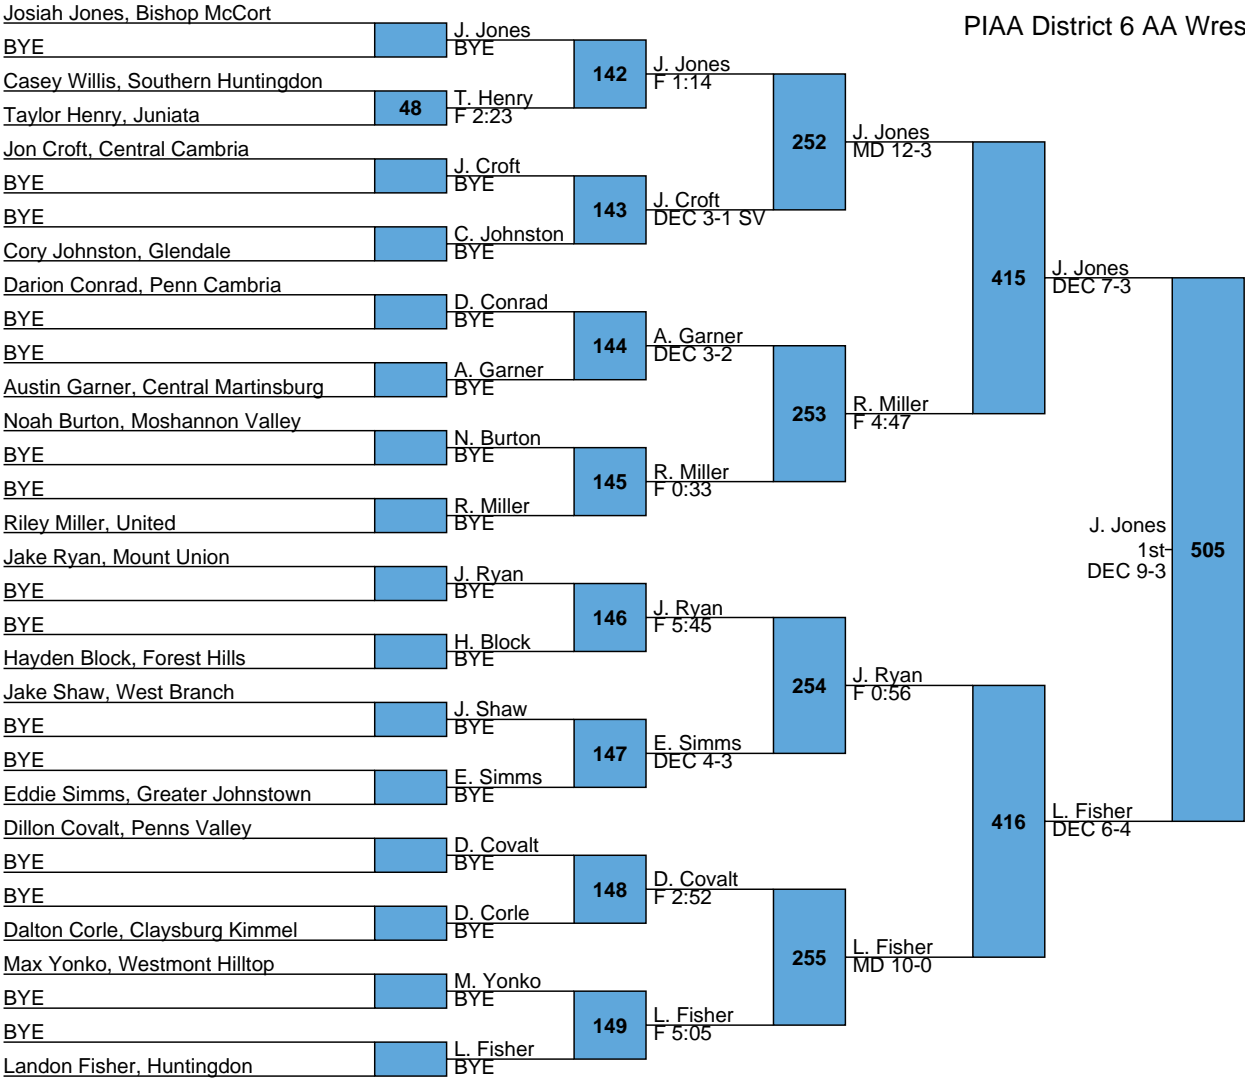 PIAA District 6 AA Wres
Josiah Jones, Bishop McCort
BYE
Casey Willis, Southern Huntingdon
Taylor Henry, Juniata
Jon Croft, Central Cambria
BYE
BYE
Cory Johnston, Glendale
Darion Conrad, Penn Cambria
BYE
BYE
Austin Garner, Central Martinsburg
Noah Burton, Moshannon Valley
BYE
BYE
Riley Miller, United
Jake Ryan, Mount Union
BYE
BYE
Hayden Block, Forest Hills
Jake Shaw, West Branch
BYE
BYE
Eddie Simms, Greater Johnstown
Dillon Covalt, Penns Valley
BYE
BYE
Dalton Corle, Claysburg Kimmel
Max Yonko, Westmont Hilltop
BYE
BYE
Landon Fisher, Huntingdon
48
J. Jones
BYE
T. Henry
F 2:23
J. Croft
BYE
C. Johnston
BYE
D. Conrad
BYE
A. Garner
BYE
N. Burton
BYE
R. Miller
BYE
J. Ryan
BYE
H. Block
BYE
J. Shaw
BYE
E. Simms
BYE
D. Covalt
BYE
D. Corle
BYE
M. Yonko
BYE
L. Fisher
BYE
142
143
144
145
146
147
148
149
J. Jones
F 1:14
J. Croft
DEC 3-1 SV
A. Garner
DEC 3-2
R. Miller
F 0:33
J. Ryan
F 5:45
E. Simms
DEC 4-3
D. Covalt
F 2:52
L. Fisher
F 5:05
252
253
254
255
J. Jones
MD 12-3
R. Miller
F 4:47
J. Ryan
F 0:56
L. Fisher
MD 10-0
415
416
J. Jones
DEC 7-3
L. Fisher
DEC 6-4
505
J. Jones
1st
DEC 9-3